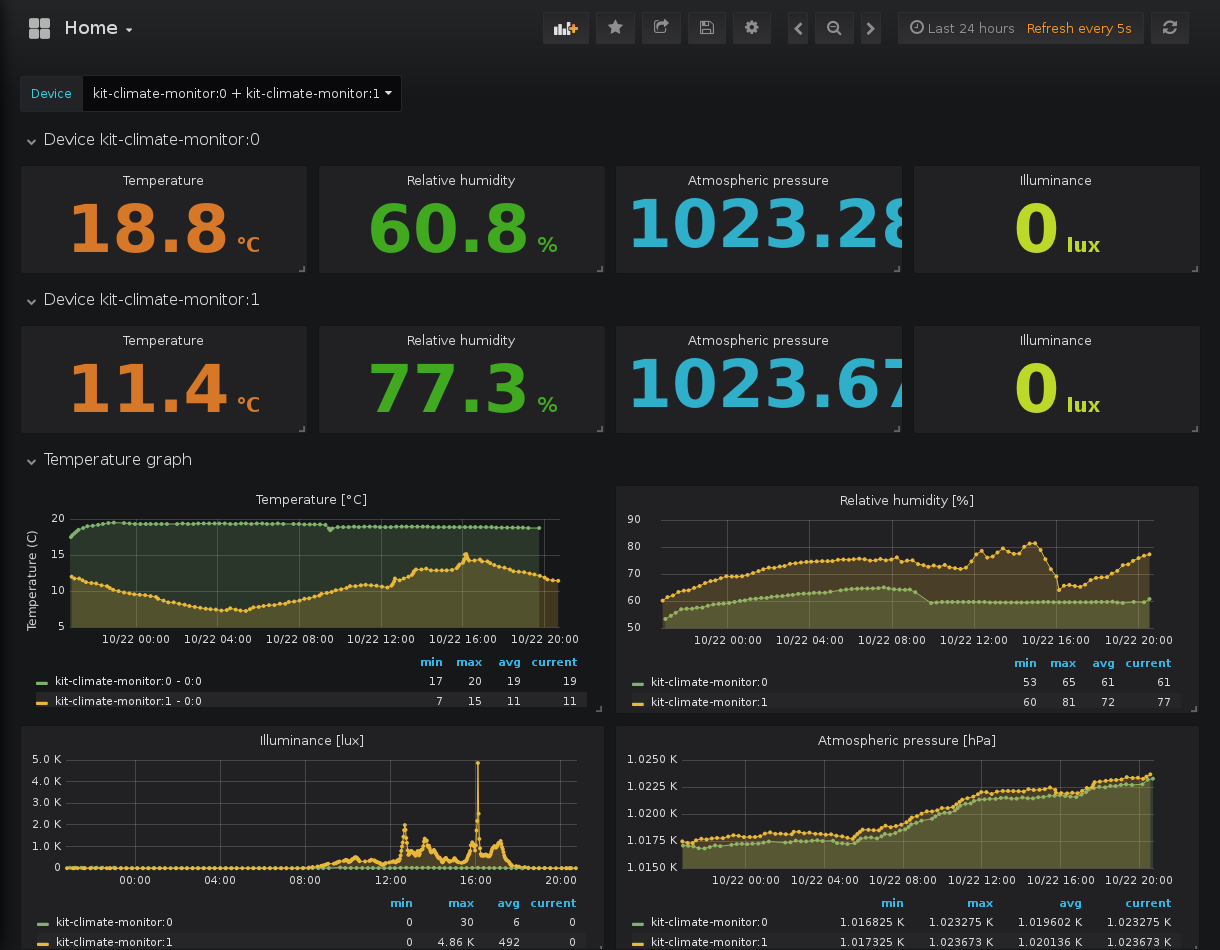 Home
Last 24 hours Refresh every 5s
Device kit-climate-monitor:0 + kit-climate-monitor:1
Device kit-climate-monitor:0
Temperature Relative humidity Atmospheric pressure Illuminance
18.8 °C 60.8 % 1023.28 0 lux
Device kit-climate-monitor:1
Temperature Relative humidity Atmospheric pressure Illuminance
11.4 °C 77.3 % 1023.67 0 lux
Temperature graph
Temperature [°C]
Temperature (C)
20
15
10
5
10/22 00:00 10/22 04:00 10/22 08:00 10/22 12:00 10/22 16:00 10/22 20:00
min max avg current
kit-climate-monitor:0 - 0:0 17 20 19 19
kit-climate-monitor:1 - 0:0 7 15 11 11
Relative humidity [%]
90
80
70
60
50
10/22 00:00 10/22 04:00 10/22 08:00 10/22 12:00 10/22 16:00 10/22 20:00
min max avg current
kit-climate-monitor:0 53 65 61 61
kit-climate-monitor:1 60 81 72 77
Illuminance [lux]
5.0 K
4.0 K
3.0 K
2.0 K
1.0 K
0
00:00 04:00 08:00 12:00 16:00 20:00
min max avg current
kit-climate-monitor:0 0 30 6 0
kit-climate-monitor:1 0 4.86 K 492 0
Atmospheric pressure [hPa]
1.0250 K
1.0225 K
1.0200 K
1.0175 K
1.0150 K
10/22 00:00 10/22 04:00 10/22 08:00 10/22 12:00 10/22 16:00 10/22 20:00
min max avg current
kit-climate-monitor:0 1.016825 K 1.023275 K 1.019602 K 1.023275 K
kit-climate-monitor:1 1.017325 K 1.023673 K 1.020136 K 1.023673 K